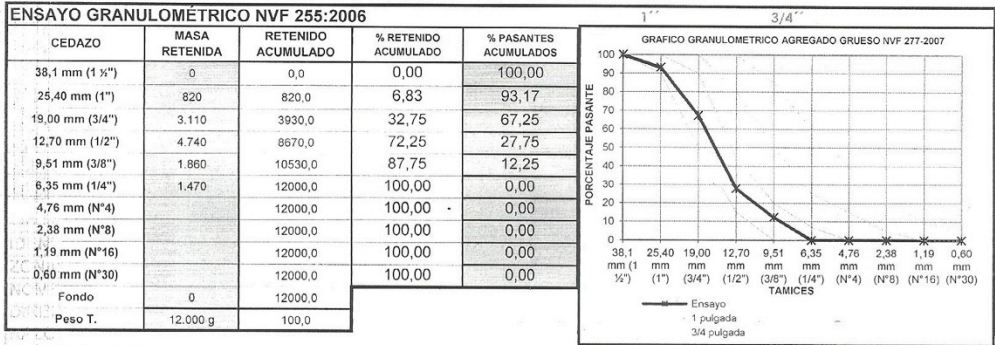 ENSAYO GRANULOMÉTRICO NVF 255:2006
1´´ 3/4´´
CEDAZO MASA RETENIDA RETENIDO ACUMULADO % RETENIDO ACUMULADO % PASANTES ACUMULADOS
38,1 mm (1 ½") 0 0,0 0,00 100,00
25,40 mm (1") 820 820,0 6,83 93,17
19,00 mm (3/4") 3.110 3930,0 32,75 67,25
12,70 mm (1/2") 4.740 8670,0 72,25 27,75
9,51 mm (3/8") 1.860 10530,0 87,75 12,25
6,35 mm (1/4") 1.470 12000,0 100,00 0,00
4,76 mm (N°4) 12000,0 100,00 0,00
2,38 mm (N°8) 12000,0 100,00 0,00
1,19 mm (N°16) 12000,0 100,00 0,00
0,60 mm (N°30) 12000,0 100,00 0,00
Fondo 0 12000,0
Peso T. 12.000 g 100,0
GRAFICO GRANULOMETRICO AGREGADO GRUESO NVF 277-2007
PORCENTAJE PASANTE
100
90
80
70
60
50
40
30
20
10
0
38,1 25,40 19,00 12,70 9,51 6,35 4,76 2,38 1,19 0,60
mm (1 mm mm mm mm mm mm mm mm mm
½") (1") (3/4") (1/2") (3/8") (1/4") (N°4) (N°8) (N°16) (N°30)
TAMICES
Ensayo
1 pulgada
3/4 pulgada